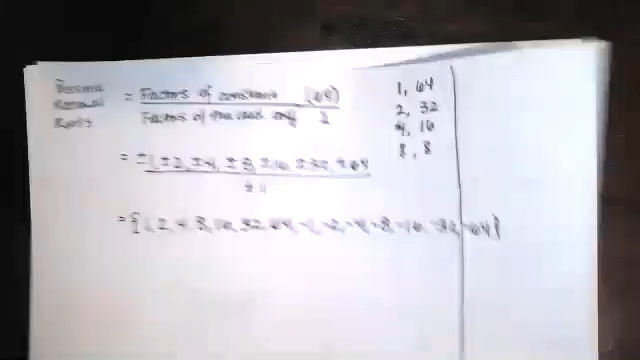 Possible
Rational
Roots
= Factors of constant (64)
Factors of the lead
1, 64
2, 32
4, 16
8, 8
= ±1, ±2, ±4, ±8, ±16, ±32, ±64
±1
= {1, 2, 4, 8, 16, 32, 64, -1, -2, -4, -8, -16, -32, -64}